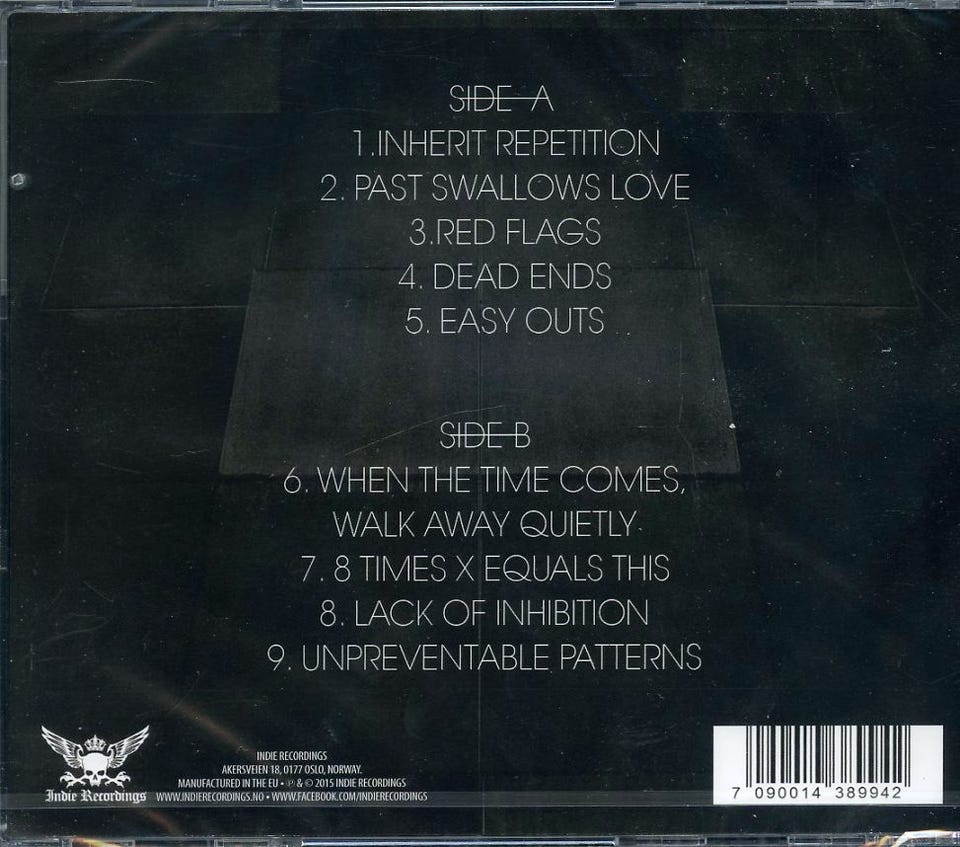 SIDE A
1.INHERIT REPETITION
2. PAST SWALLOWS LOVE
3.RED FLAGS
4. DEAD ENDS
5. EASY OUTS
SIDE B
6. WHEN THE TIME COMES,
WALK AWAY QUIETLY
7. 8 TIMES X EQUALS THIS
8. LACK OF INHIBITION
9. UNPREVENTABLE PATTERNS
Indie Recordings
INDIE RECORDINGS
AKERSVEIEN 18, 0177 OSLO, NORWAY.
MANUFACTURED IN THE EU • ℗ & © 2015 INDIE RECORDINGS
WWW.INDIERECORDINGS.NO • WWW.FACEBOOK.COM/INDIERECORDINGS
7 090014 389942